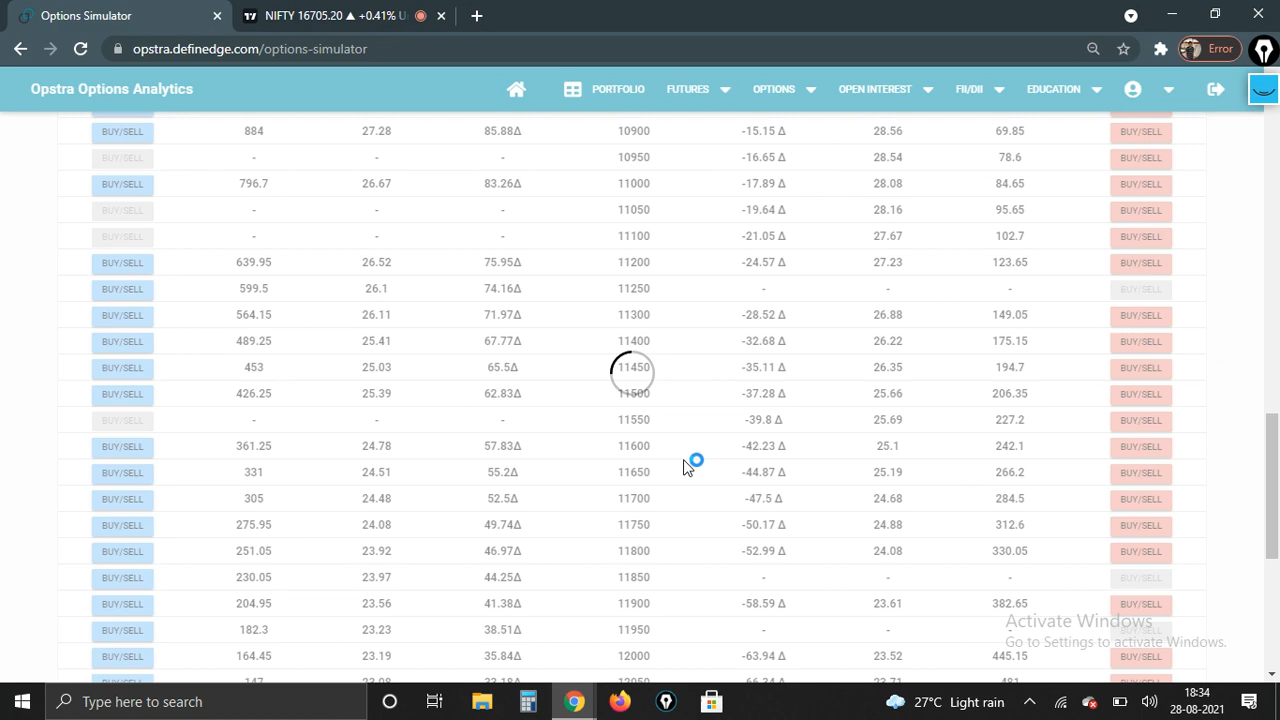 Options Simulator
NIFTY 16705.20 ▲ +0.41% U
opstra.definedge.com/options-simulator
Error
Opstra Options Analytics
PORTFOLIO FUTURES OPTIONS OPEN INTEREST FII/DII EDUCATION
BUY/SELL 884 27.28 85.88Δ 10900 -15.15 Δ 28.56 69.85 BUY/SELL
BUY/SELL - - - 10950 -16.65 Δ 28.54 78.6 BUY/SELL
BUY/SELL 796.7 26.67 83.26Δ 11000 -17.89 Δ 28.08 84.65 BUY/SELL
BUY/SELL - - - 11050 -19.64 Δ 28.16 95.65 BUY/SELL
BUY/SELL - - - 11100 -21.05 Δ 27.67 102.7 BUY/SELL
BUY/SELL 639.95 26.52 75.95Δ 11200 -24.57 Δ 27.23 123.65 BUY/SELL
BUY/SELL 599.5 26.1 74.16Δ 11250 - - - BUY/SELL
BUY/SELL 564.15 26.11 71.97Δ 11300 -28.52 Δ 26.88 149.05 BUY/SELL
BUY/SELL 489.25 25.41 67.77Δ 11400 -32.68 Δ 26.22 175.15 BUY/SELL
BUY/SELL 453 25.03 65.5Δ 11450 -35.11 Δ 26.35 194.7 BUY/SELL
BUY/SELL 426.25 25.39 62.83Δ 11500 -37.28 Δ 25.66 206.35 BUY/SELL
BUY/SELL - - - 11550 -39.8 Δ 25.69 227.2 BUY/SELL
BUY/SELL 361.25 24.78 57.83Δ 11600 -42.23 Δ 25.1 242.1 BUY/SELL
BUY/SELL 331 24.51 55.2Δ 11650 -44.87 Δ 25.19 266.2 BUY/SELL
BUY/SELL 305 24.48 52.5Δ 11700 -47.5 Δ 24.68 284.5 BUY/SELL
BUY/SELL 275.95 24.08 49.74Δ 11750 -50.17 Δ 24.88 312.6 BUY/SELL
BUY/SELL 251.05 23.92 46.97Δ 11800 -52.99 Δ 24.08 330.05 BUY/SELL
BUY/SELL 230.05 23.97 44.25Δ 11850 - - - BUY/SELL
BUY/SELL 204.95 23.56 41.38Δ 11900 -58.59 Δ 23.61 382.65 BUY/SELL
BUY/SELL 182.3 23.23 38.51Δ 11950 - - - BUY/SELL
BUY/SELL 164.45 23.19 35.84Δ 12000 -63.94 Δ 23.52 445.15 BUY/SELL
Activate Windows
Go to Settings to activate Windows.
Type here to search
27°C Light rain
18:34
28-08-2021